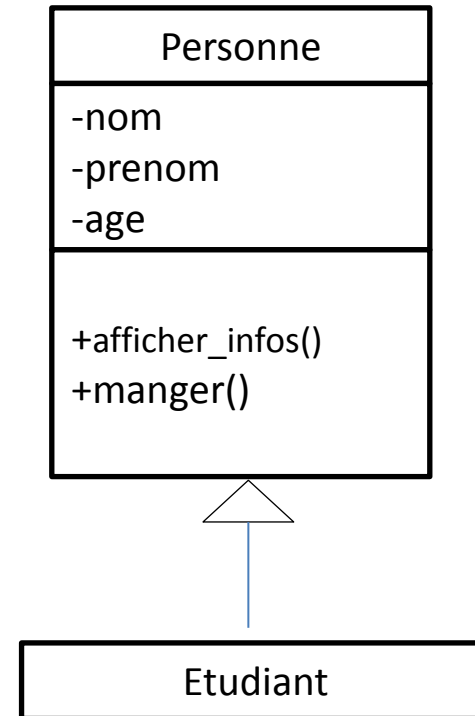 Personne
-nom
-prenom
-age
+afficher_infos()
+manger()
Etudiant